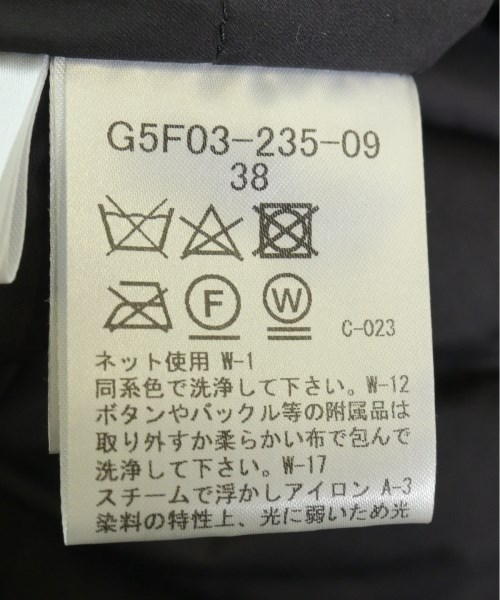 G5F03-235-09
38
F
W
C-023
ネット使用 W-1
同系色で洗浄して下さい。W-12
ボタンやバックル等の附属品は
取り外すか柔らかい布で包んで
洗浄して下さい。W-17
スチームで浮かしアイロン A-3
染料の特性上、光に弱いため光